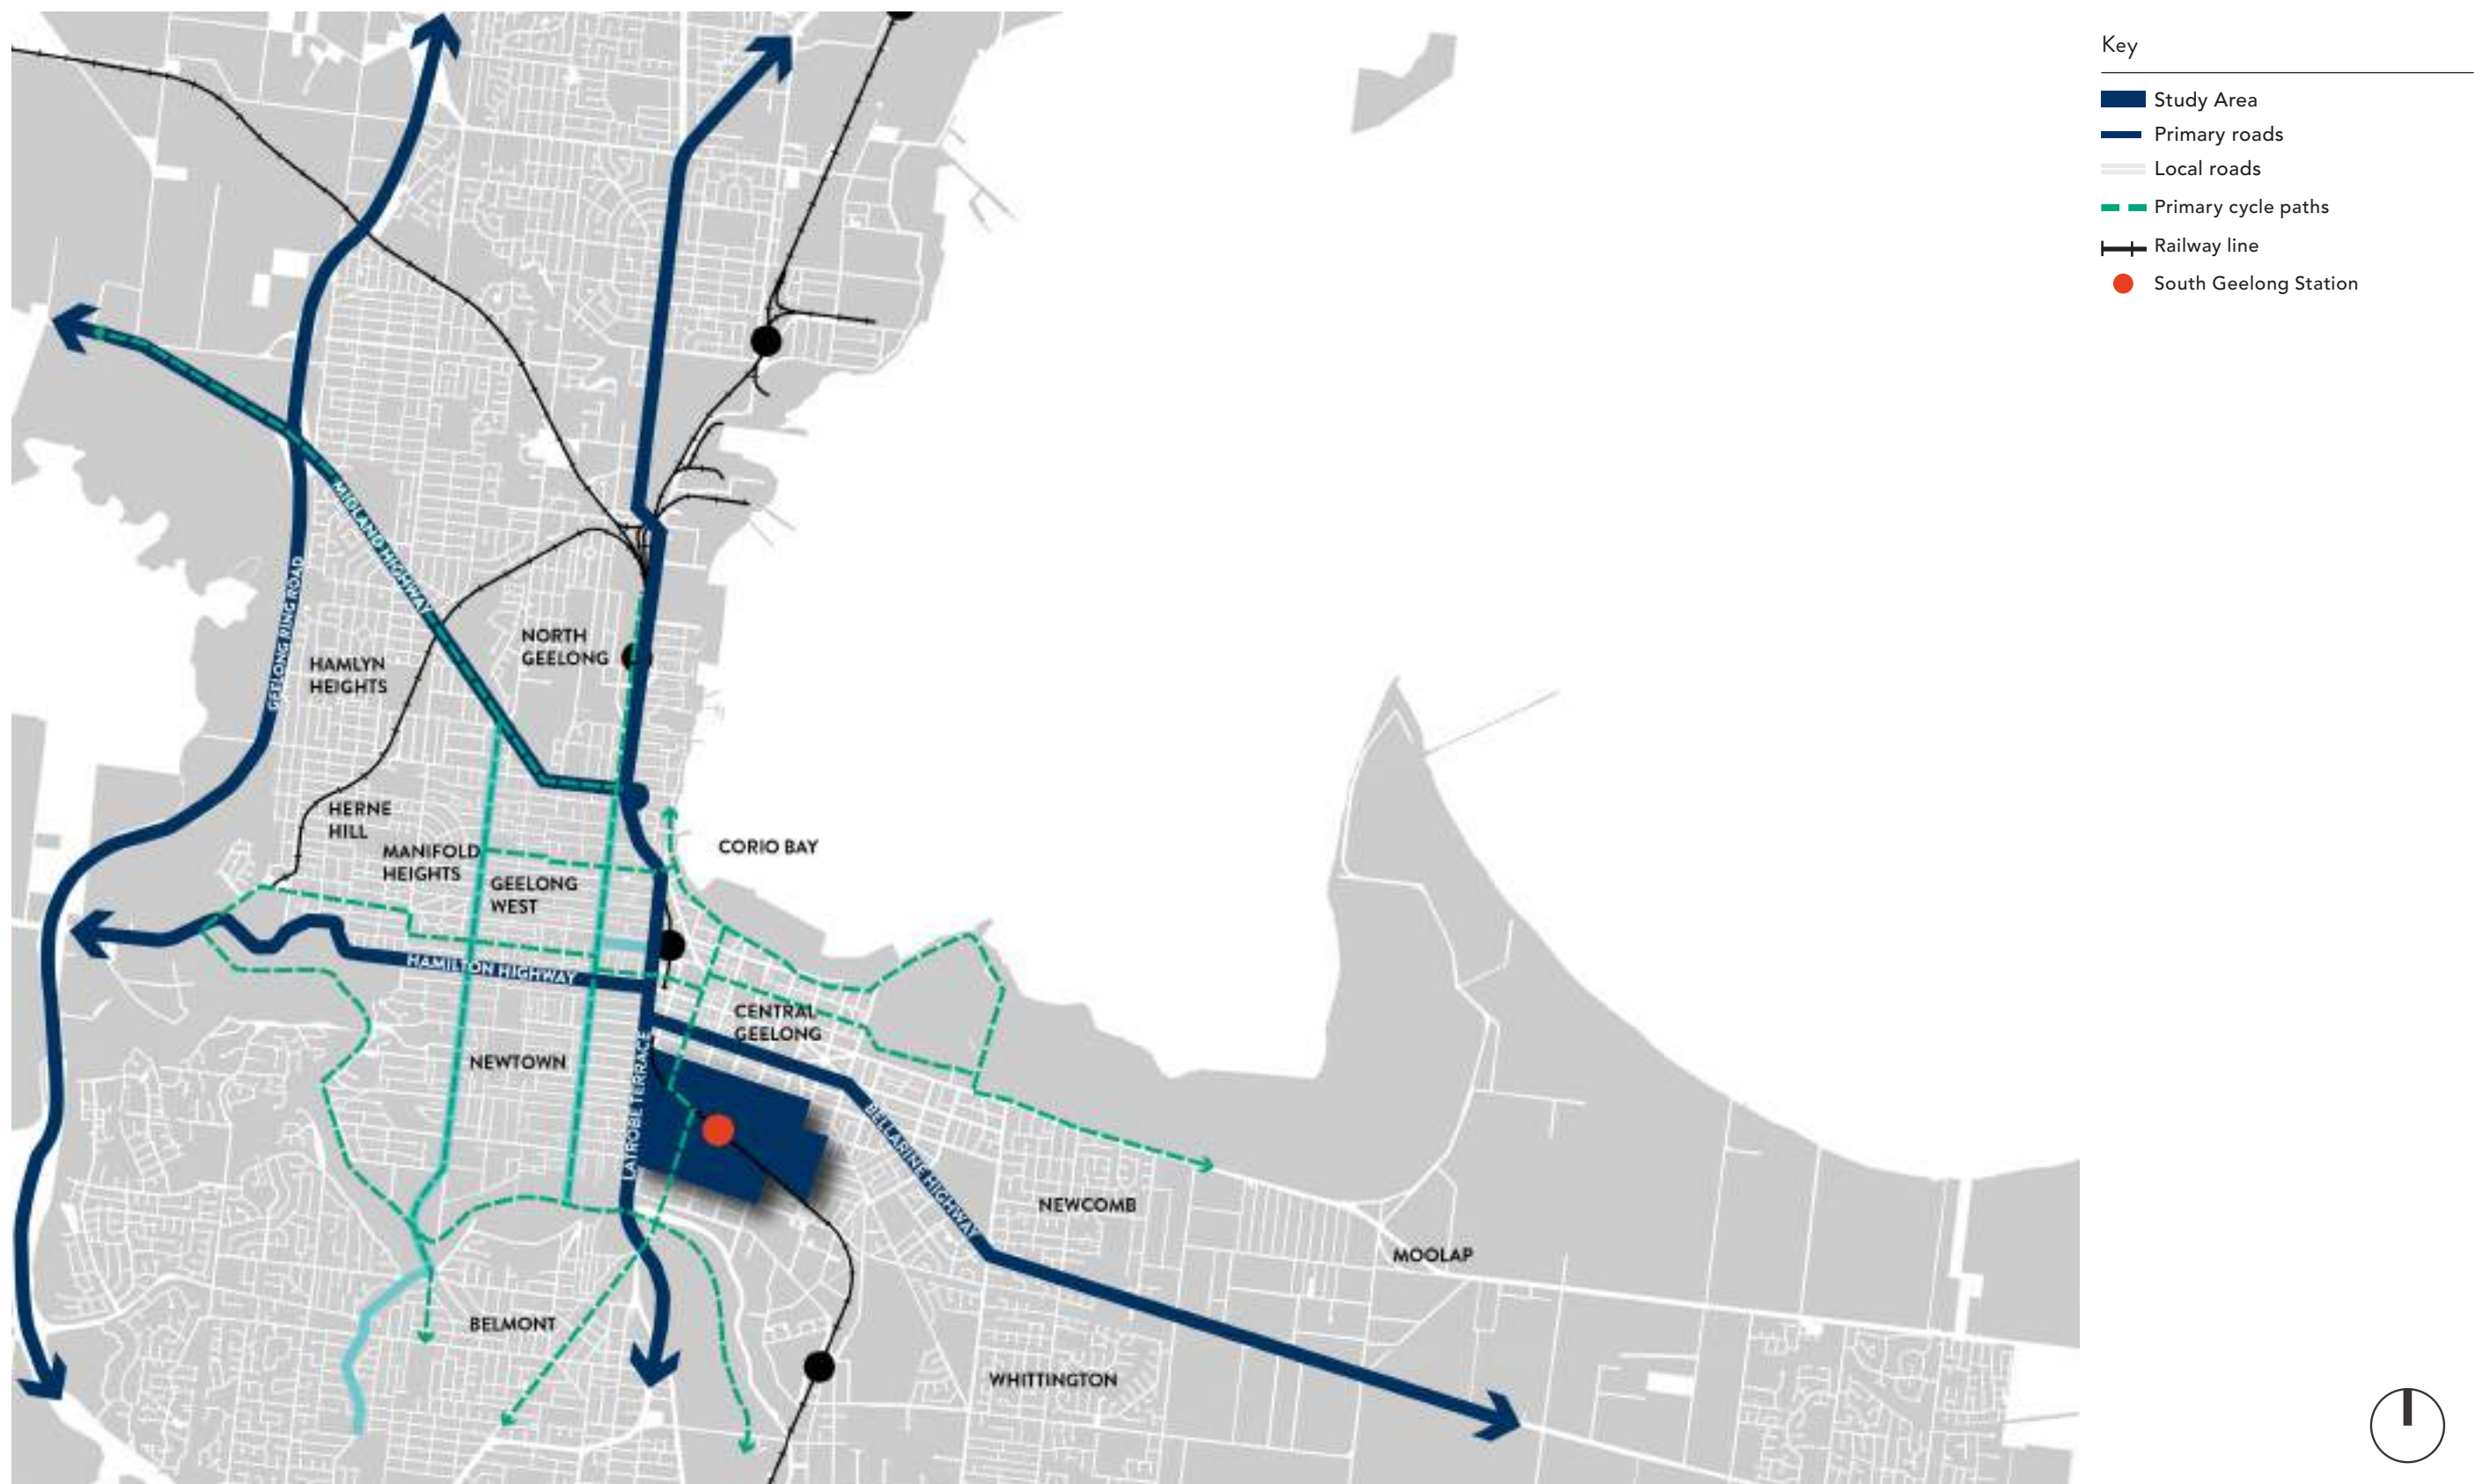 Key
Study Area
Primary roads
Local roads
Primary cycle paths
Railway line
South Geelong Station
MIDLAND HIGHWAY
GEELONG RING ROAD
NORTH
GEELONG
HAMLYN
HEIGHTS
HERNE
HILL
MANIFOLD
HEIGHTS
CORIO BAY
GEELONG
WEST
HAMILTON HIGHWAY
CENTRAL
GEELONG
NEWTOWN
LATROBE TERRACE
BELLARINE HIGHWAY
NEWCOMB
MOOLAP
BELMONT
WHITTINGTON